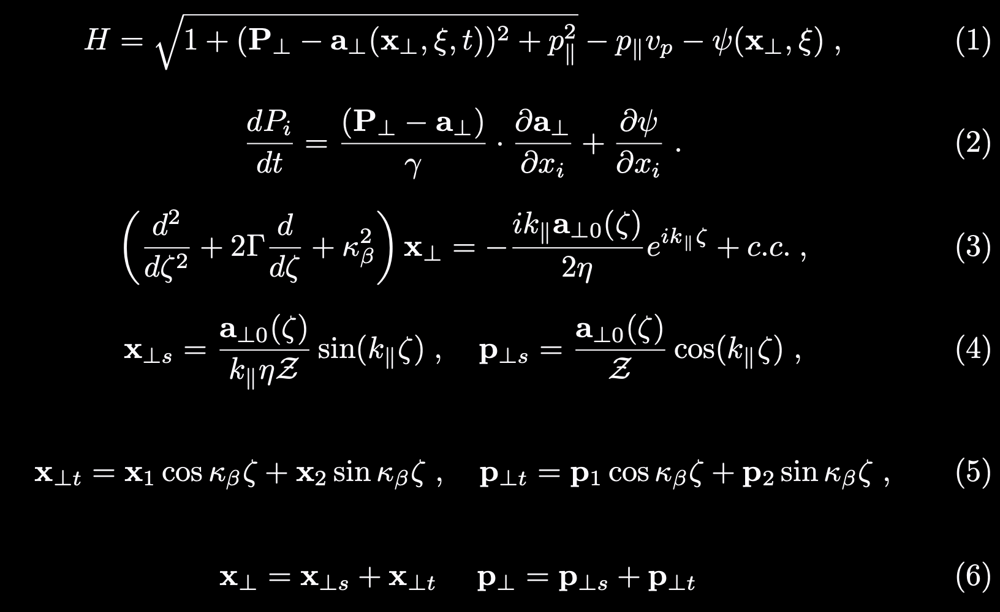 $H = \sqrt{1 + (\mathbf{P}_\perp - \mathbf{a}_\perp(\mathbf{x}_\perp, \xi, t))^2 + p_\parallel^2} - p_\parallel v_p - \psi(\mathbf{x}_\perp, \xi) \ ,$ (1)
$\frac{dP_i}{dt} = \frac{(\mathbf{P}_\perp - \mathbf{a}_\perp)}{\gamma} \cdot \frac{\partial \mathbf{a}_\perp}{\partial x_i} + \frac{\partial \psi}{\partial x_i} \ .$ (2)
$\left( \frac{d^2}{d\zeta^2} + 2\Gamma \frac{d}{d\zeta} + \kappa_\beta^2 \right) \mathbf{x}_\perp = -\frac{i k_\parallel \mathbf{a}_{\perp 0}(\zeta)}{2\eta} e^{i k_\parallel \zeta} + c.c. \ ,$ (3)
$\mathbf{x}_{\perp s} = \frac{\mathbf{a}_{\perp 0}(\zeta)}{k_\parallel \eta \mathcal{Z}} \sin(k_\parallel \zeta) \ , \quad \mathbf{p}_{\perp s} = \frac{\mathbf{a}_{\perp 0}(\zeta)}{\mathcal{Z}} \cos(k_\parallel \zeta) \ ,$ (4)
$\mathbf{x}_{\perp t} = \mathbf{x}_1 \cos \kappa_\beta \zeta + \mathbf{x}_2 \sin \kappa_\beta \zeta \ , \quad \mathbf{p}_{\perp t} = \mathbf{p}_1 \cos \kappa_\beta \zeta + \mathbf{p}_2 \sin \kappa_\beta \zeta \ ,$ (5)
$\mathbf{x}_\perp = \mathbf{x}_{\perp s} + \mathbf{x}_{\perp t} \quad \mathbf{p}_\perp = \mathbf{p}_{\perp s} + \mathbf{p}_{\perp t}$ (6)